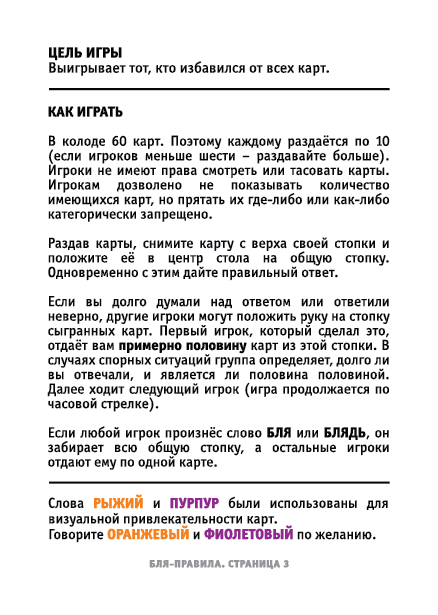 ЦЕЛЬ ИГРЫ
Выигрывает тот, кто избавился от всех карт.
КАК ИГРАТЬ
В колоде 60 карт. Поэтому каждому раздаётся по 10
(если игроков меньше шести – раздавайте больше).
Игроки не имеют права смотреть или тасовать карты.
Игрокам дозволено не показывать количество
имеющихся карт, но прятать их где-либо или как-либо
категорически запрещено.
Раздав карты, снимите карту с верха своей стопки и
положите её в центр стола на общую стопку.
Одновременно с этим дайте правильный ответ.
Если вы долго думали над ответом или ответили
неверно, другие игроки могут положить руку на стопку
сыгранных карт. Первый игрок, который сделал это,
отдаёт вам примерно половину карт из этой стопки. В
случаях спорных ситуаций группа определяет, долго ли
вы отвечали, и является ли половина половиной.
Далее ходит следующий игрок (игра продолжается по
часовой стрелке).
Если любой игрок произнёс слово БЛЯ или БЛЯДЬ, он
забирает всю общую стопку, а остальные игроки
отдают ему по одной карте.
Слова РЫЖИЙ и ПУРПУР были использованы для
визуальной привлекательности карт.
Говорите ОРАНЖЕВЫЙ и ФИОЛЕТОВЫЙ по желанию.
БЛЯ-ПРАВИЛА. СТРАНИЦА 3